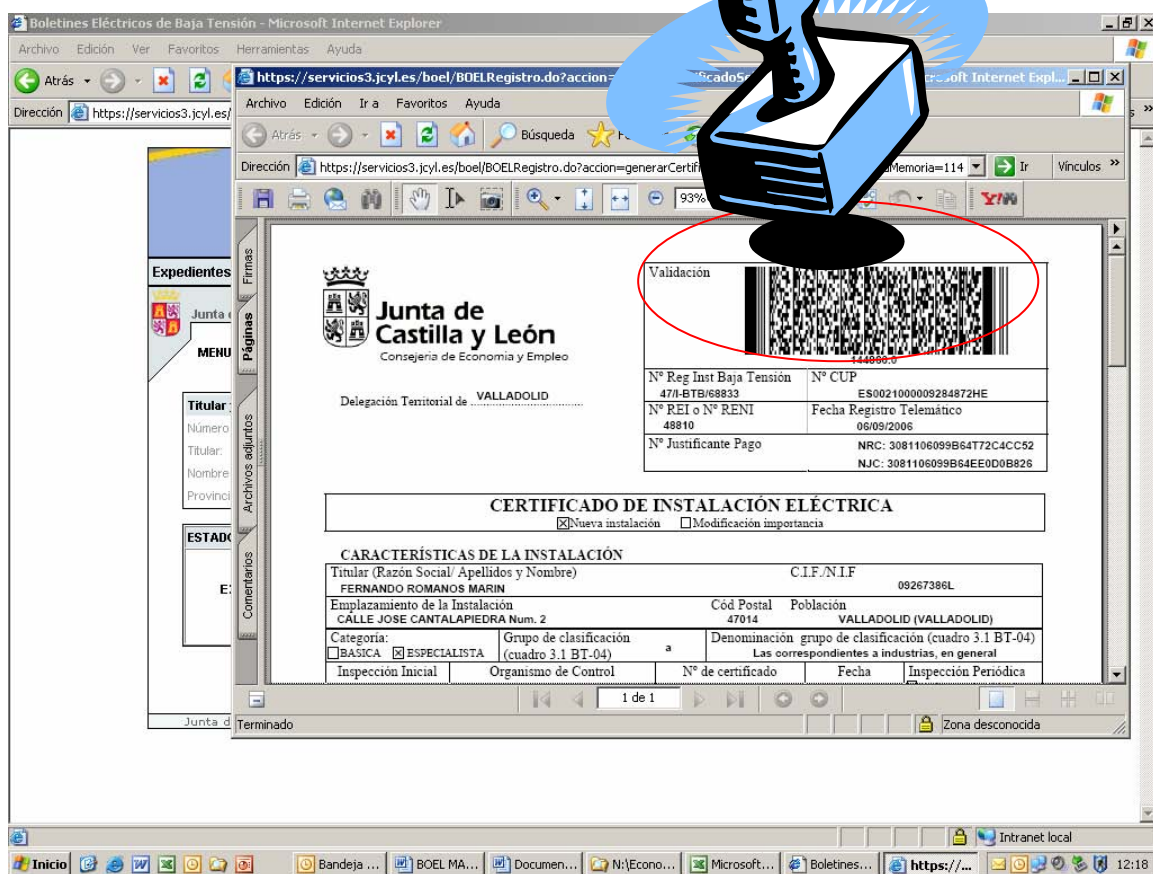 Boletines Eléctricos de Baja Tensión - Microsoft Internet Explorer
Archivo Edición Ver Favoritos Herramientas Ayuda
Atrás
Dirección https://servicios3.jcyl.es/
https://servicios3.jcyl.es/boel/BOELRegistro.do?accion=
Archivo Edición Ir a Favoritos Ayuda
Atrás Búsqueda
Dirección https://servicios3.jcyl.es/boel/BOELRegistro.do?accion=generarCertifi Memoria=114 Ir Vínculos »
93%
Y!
Expedientes
Junta
MENU
Titular
Número
Titular:
Nombre
Provinci
ESTADO
E
Junta d
Firmas
Páginas
Archivos adjuntos
Comentarios
Junta de
Castilla y León
Consejería de Economía y Empleo
Delegación Territorial de VALLADOLID
Validación
144800.0
Nº Reg Inst Baja Tensión Nº CUP
47/I-BTB/68833 ES0021000009284872HE
Nº REI o Nº RENI Fecha Registro Telemático
48810 06/09/2006
Nº Justificante Pago NRC: 3081106099B64T72C4CC52
NJC: 3081106099B64EE0D0B826
CERTIFICADO DE INSTALACIÓN ELÉCTRICA
Nueva instalación Modificación importancia
CARACTERÍSTICAS DE LA INSTALACIÓN
Titular (Razón Social/ Apellidos y Nombre) C.I.F./N.I.F
FERNANDO ROMANOS MARIN 09267386L
Emplazamiento de la Instalación Cód Postal Población
CALLE JOSE CANTALAPIEDRA Num. 2 47014 VALLADOLID (VALLADOLID)
Categoría: Grupo de clasificación a Denominación grupo de clasificación (cuadro 3.1 BT-04)
BASICA ESPECIALISTA (cuadro 3.1 BT-04) Las correspondientes a industrias, en general
Inspección Inicial Organismo de Control Nº de certificado Fecha Inspección Periódica
1 de 1
Terminado Zona desconocida
Intranet local
Inicio Bandeja ... BOEL MA... Documen... N:\Econo... Microsoft... Boletines... https://... 12:18